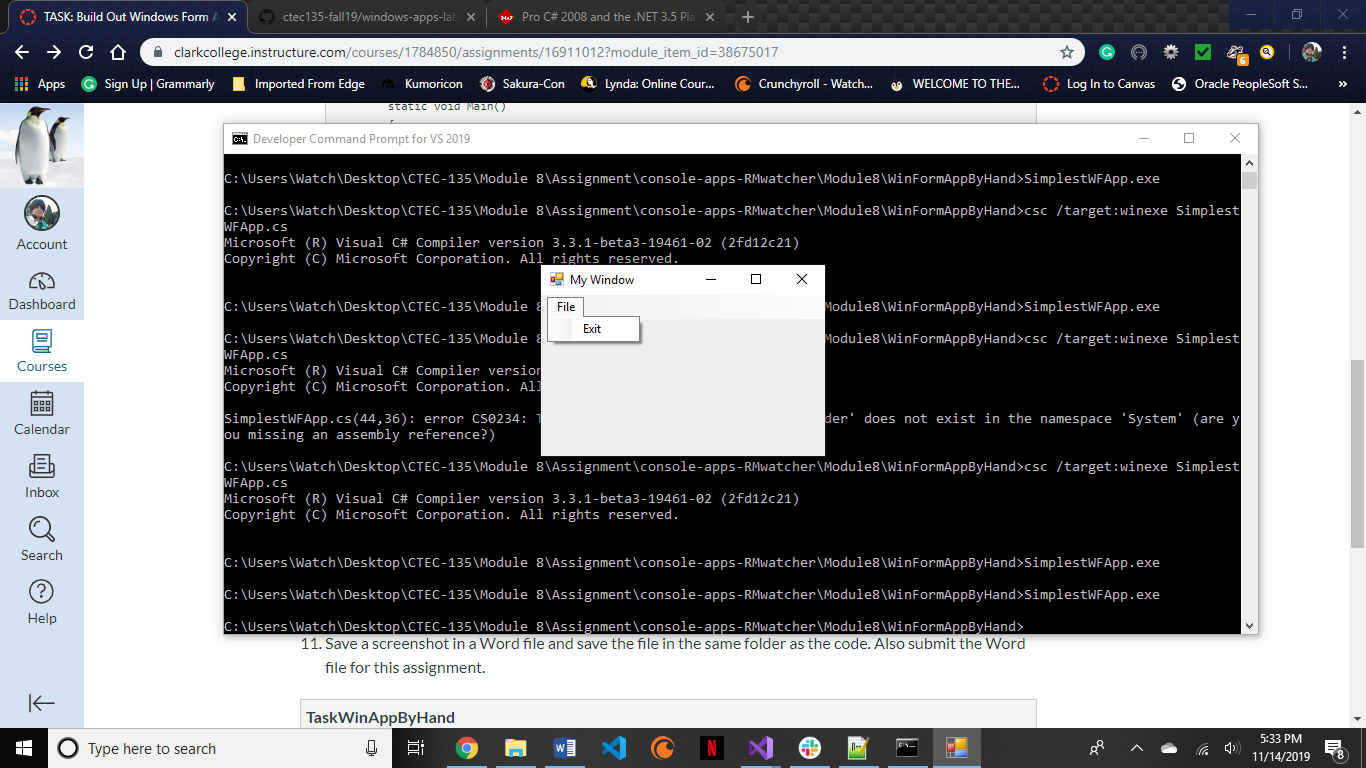 TASK: Build Out Windows Form A
ctec135-fall19/windows-apps-lab
Pro C# 2008 and the .NET 3.5 Pla
clarkcollege.instructure.com/courses/1784850/assignments/16911012?module_item_id=38675017
6
Apps
Sign Up | Grammarly
Imported From Edge
Kumoricon
Sakura-Con
Lynda: Online Cour...
Crunchyroll - Watch...
WELCOME TO THE...
Log In to Canvas
Oracle PeopleSoft S...
»
static void Main()
{
Account
Dashboard
Courses
Calendar
Inbox
Search
Help
Developer Command Prompt for VS 2019
C:\Users\Watch\Desktop\CTEC-135\Module 8\Assignment\console-apps-RMwatcher\Module8\WinFormAppByHand>SimplestWFApp.exe
C:\Users\Watch\Desktop\CTEC-135\Module 8\Assignment\console-apps-RMwatcher\Module8\WinFormAppByHand>csc /target:winexe Simplest
WFApp.cs
Microsoft (R) Visual C# Compiler version 3.3.1-beta3-19461-02 (2fd12c21)
Copyright (C) Microsoft Corporation. All rights reserved.
C:\Users\Watch\Desktop\CTEC-135\Module 8
Module8\WinFormAppByHand>SimplestWFApp.exe
C:\Users\Watch\Desktop\CTEC-135\Module 8
Module8\WinFormAppByHand>csc /target:winexe Simplest
WFApp.cs
Microsoft (R) Visual C# Compiler version
Copyright (C) Microsoft Corporation. All
SimplestWFApp.cs(44,36): error CS0234: T
der' does not exist in the namespace 'System' (are y
ou missing an assembly reference?)
C:\Users\Watch\Desktop\CTEC-135\Module 8\Assignment\console-apps-RMwatcher\Module8\WinFormAppByHand>csc /target:winexe Simplest
WFApp.cs
Microsoft (R) Visual C# Compiler version 3.3.1-beta3-19461-02 (2fd12c21)
Copyright (C) Microsoft Corporation. All rights reserved.
C:\Users\Watch\Desktop\CTEC-135\Module 8\Assignment\console-apps-RMwatcher\Module8\WinFormAppByHand>SimplestWFApp.exe
C:\Users\Watch\Desktop\CTEC-135\Module 8\Assignment\console-apps-RMwatcher\Module8\WinFormAppByHand>SimplestWFApp.exe
C:\Users\Watch\Desktop\CTEC-135\Module 8\Assignment\console-apps-RMwatcher\Module8\WinFormAppByHand>
My Window
File
Exit
11. Save a screenshot in a Word file and save the file in the same folder as the code. Also submit the Word
file for this assignment.
TaskWinAppByHand
Type here to search
5:33 PM
11/14/2019
8